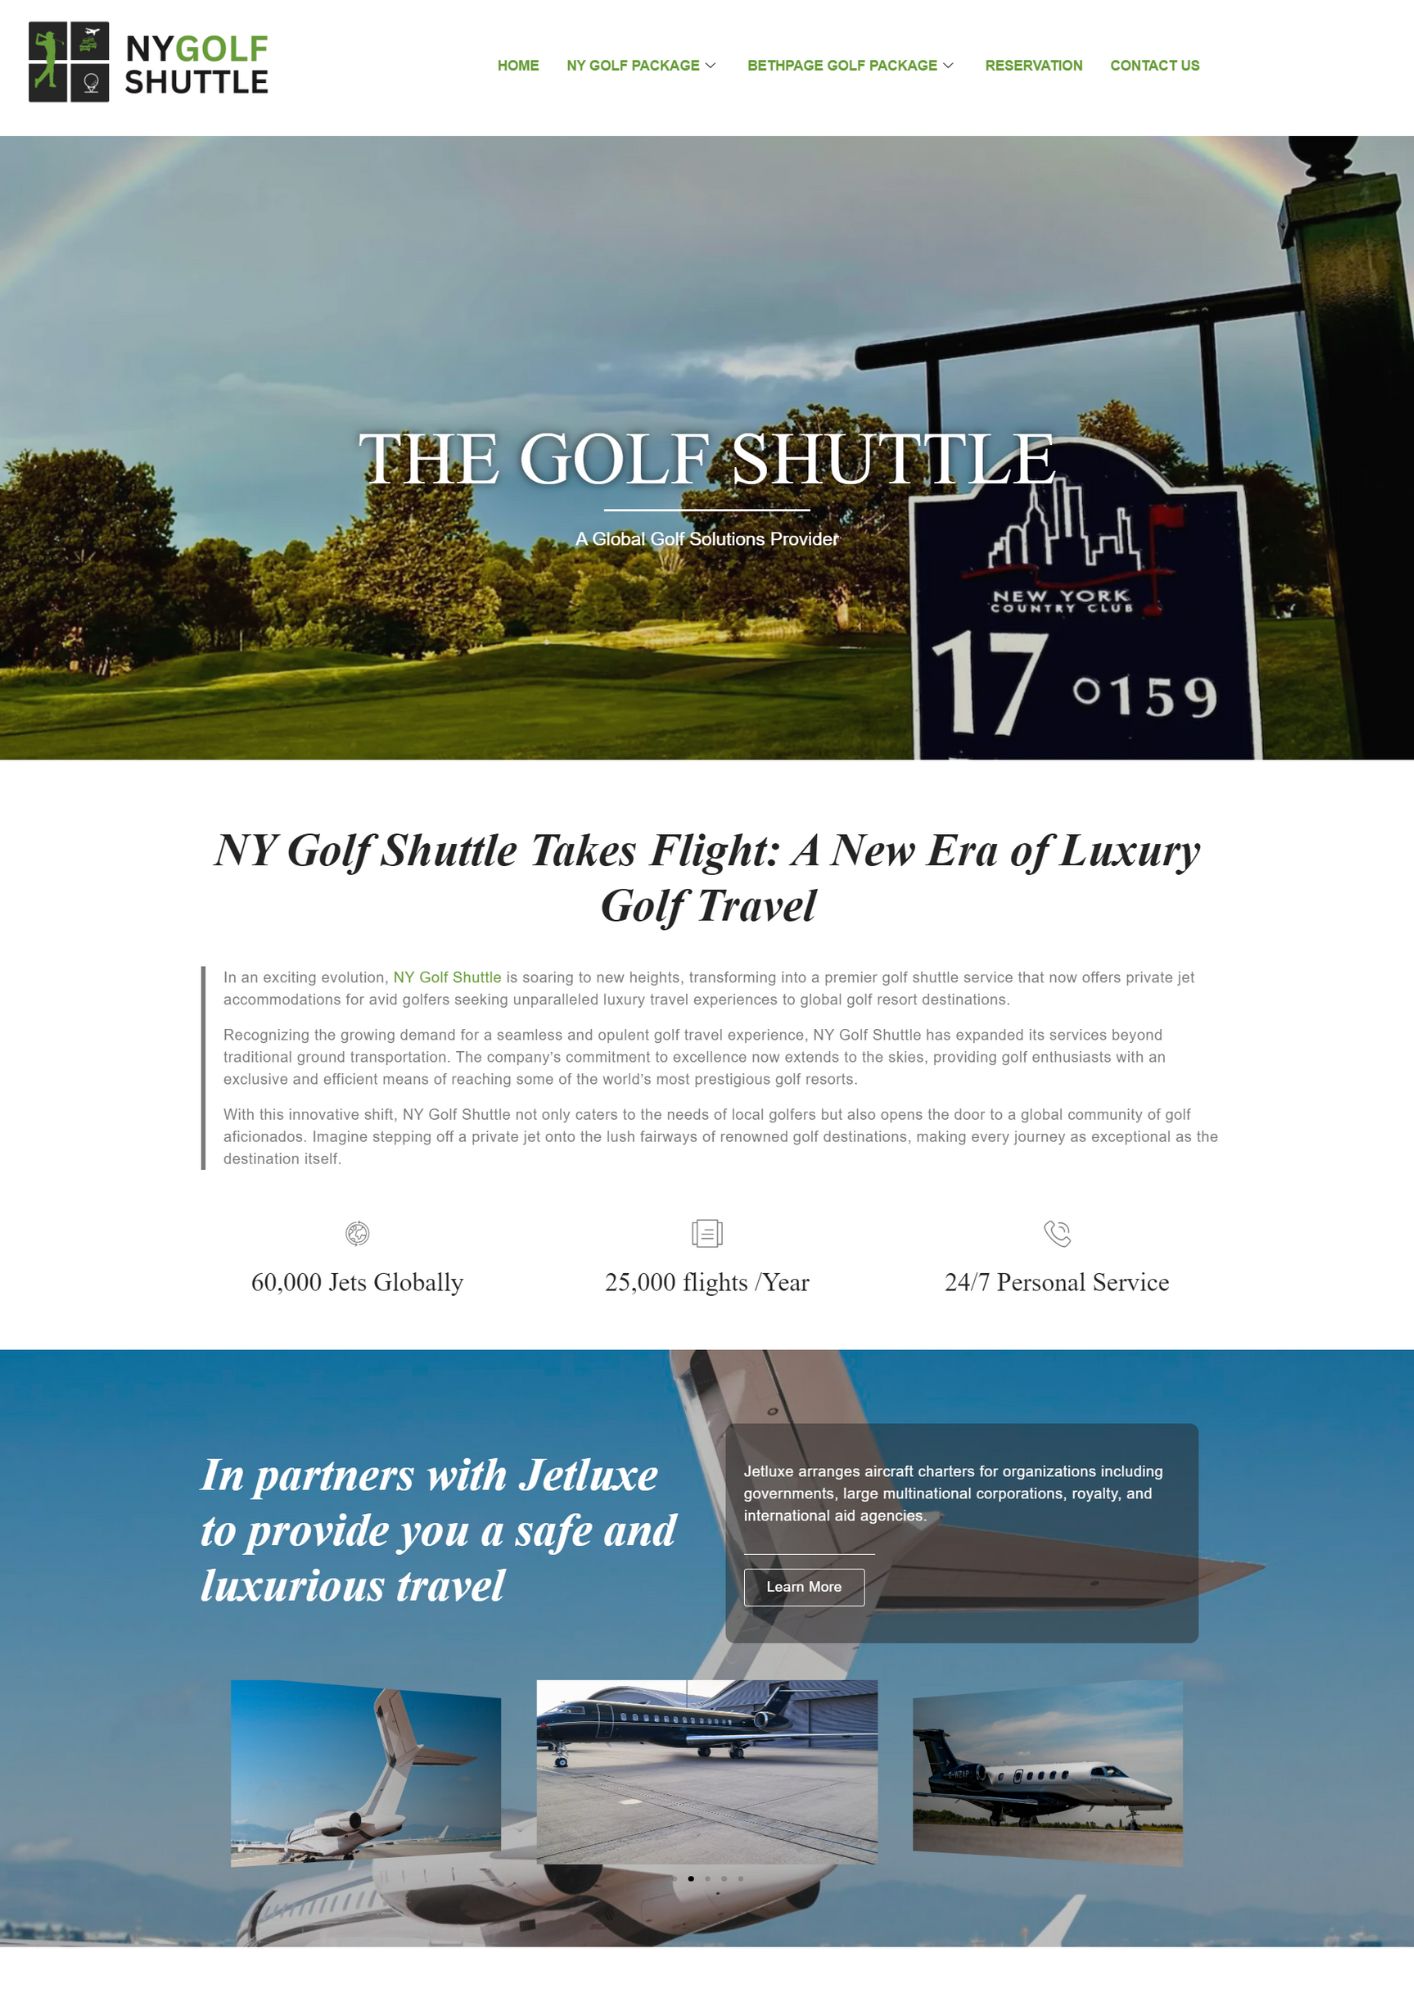 NYGOLF
SHUTTLE
HOME NY GOLF PACKAGE BETHPAGE GOLF PACKAGE RESERVATION CONTACT US
THE GOLF SHUTTLE
A Global Golf Solutions Provider
NEW YORK
COUNTRY CLUB
17 159
NY Golf Shuttle Takes Flight: A New Era of Luxury
Golf Travel
In an exciting evolution, NY Golf Shuttle is soaring to new heights, transforming into a premier golf shuttle service that now offers private jet
accommodations for avid golfers seeking unparalleled luxury travel experiences to global golf resort destinations.
Recognizing the growing demand for a seamless and opulent golf travel experience, NY Golf Shuttle has expanded its services beyond
traditional ground transportation. The company’s commitment to excellence now extends to the skies, providing golf enthusiasts with an
exclusive and efficient means of reaching some of the world’s most prestigious golf resorts.
With this innovative shift, NY Golf Shuttle not only caters to the needs of local golfers but also opens the door to a global community of golf
aficionados. Imagine stepping off a private jet onto the lush fairways of renowned golf destinations, making every journey as exceptional as the
destination itself.
60,000 Jets Globally
25,000 flights /Year
24/7 Personal Service
In partners with Jetluxe
to provide you a safe and
luxurious travel
Jetluxe arranges aircraft charters for organizations including
governments, large multinational corporations, royalty, and
international aid agencies.
Learn More